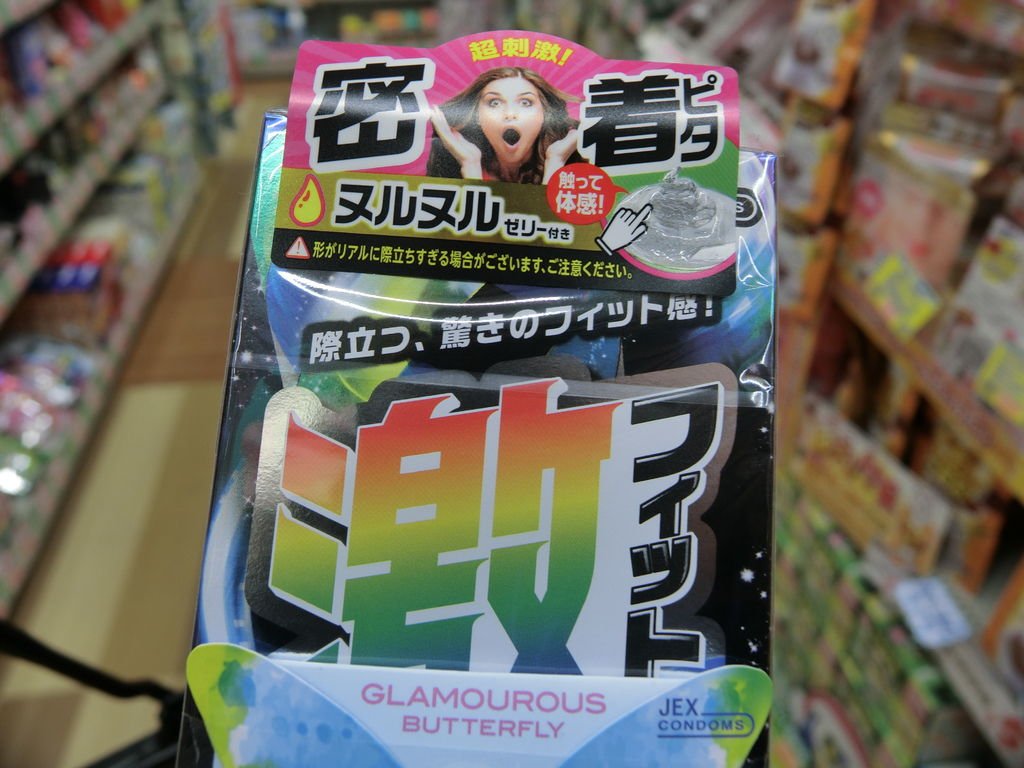 超刺激!
密着ピタ
ヌルヌルゼリー付き
触って
体感!
形がリアルに際立ちすぎる場合がございます、ご注意ください。
際立つ、驚きのフィット感!
激フィット
GLAMOUROUS
BUTTERFLY
JEX
CONDOMS